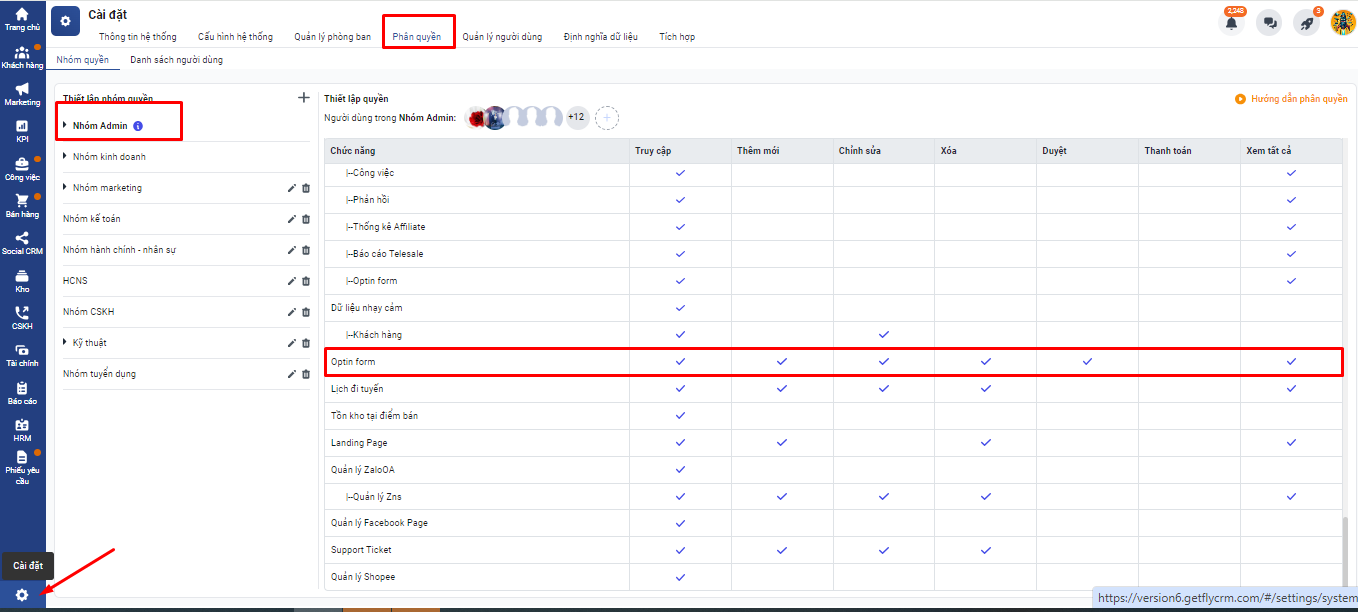 Trang chủ
Khách hàng
Marketing
KPI
Công việc
Bán hàng
Social CRM
Kho
CSKH
Tài chính
Báo cáo
HRM
Phiếu yêu
cầu
Cài đặt
Cài đặt
2,248
3
Thông tin hệ thống
Cấu hình hệ thống
Quản lý phòng ban
Phân quyền
Quản lý người dùng
Định nghĩa dữ liệu
Tích hợp
Nhóm quyền
Danh sách người dùng
Thiết lập nhóm quyền
Nhóm Admin
Nhóm kinh doanh
Nhóm marketing
Nhóm kế toán
Nhóm hành chính - nhân sự
HCNS
Nhóm CSKH
Kỹ thuật
Nhóm tuyển dụng
Thiết lập quyền
Hướng dẫn phân quyền
Người dùng trong Nhóm Admin:
+12
Chức năng Truy cập Thêm mới Chỉnh sửa Xóa Duyệt Thanh toán Xem tất cả
|--Công việc
|--Phản hồi
|--Thống kê Affiliate
|--Báo cáo Telesale
|--Optin form
Dữ liệu nhạy cảm
|--Khách hàng
Optin form
Lịch đi tuyến
Tồn kho tại điểm bán
Landing Page
Quản lý ZaloOA
|--Quản lý Zns
Quản lý Facebook Page
Support Ticket
Quản lý Shopee
https://version6.getflycrm.com/#/settings/system